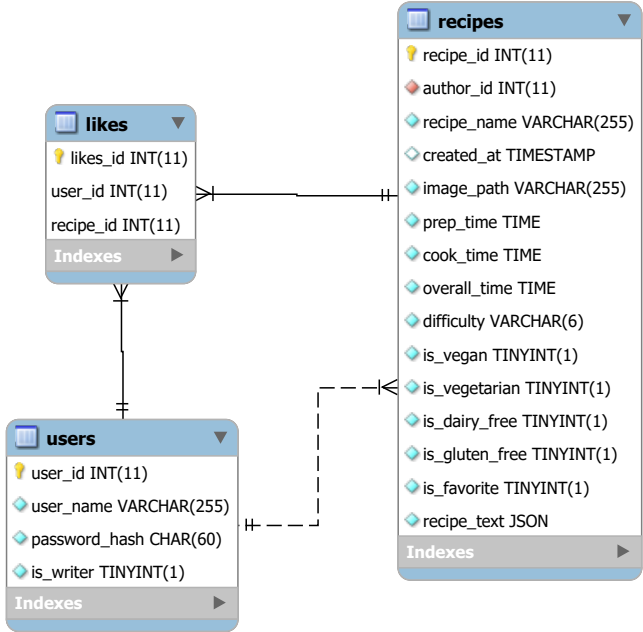 recipes
recipe_id INT(11)
author_id INT(11)
recipe_name VARCHAR(255)
created_at TIMESTAMP
image_path VARCHAR(255)
prep_time TIME
cook_time TIME
overall_time TIME
difficulty VARCHAR(6)
is_vegan TINYINT(1)
is_vegetarian TINYINT(1)
is_dairy_free TINYINT(1)
is_gluten_free TINYINT(1)
is_favorite TINYINT(1)
recipe_text JSON
Indexes
likes
likes_id INT(11)
user_id INT(11)
recipe_id INT(11)
Indexes
users
user_id INT(11)
user_name VARCHAR(255)
password_hash CHAR(60)
is_writer TINYINT(1)
Indexes